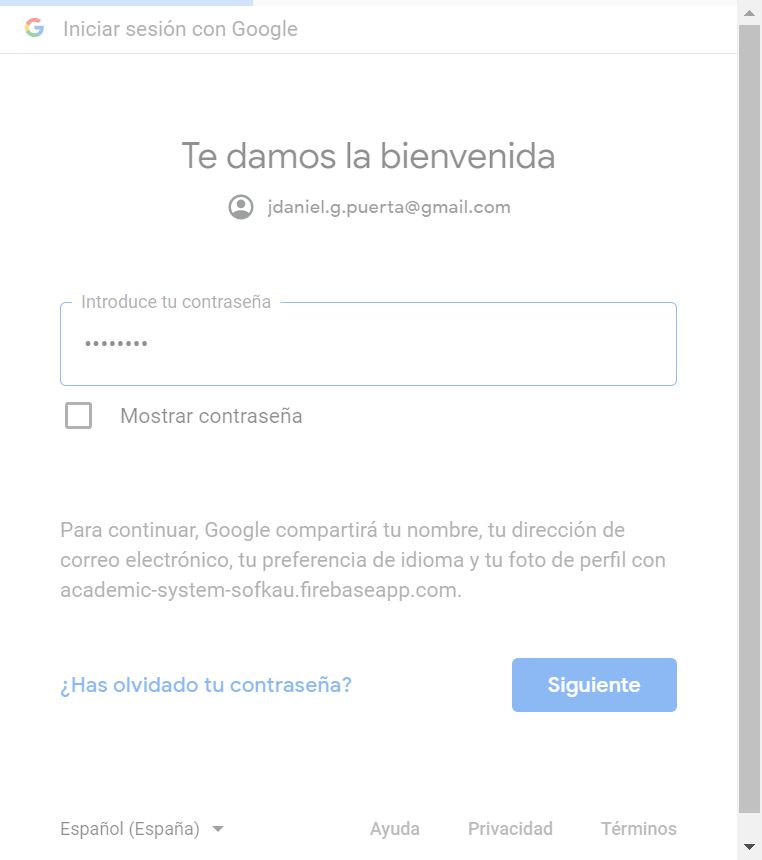 Iniciar sesión con Google
Te damos la bienvenida
jdaniel.g.puerta@gmail.com
Introduce tu contraseña
••••••••
Mostrar contraseña
Para continuar, Google compartirá tu nombre, tu dirección de
correo electrónico, tu preferencia de idioma y tu foto de perfil con
academic-system-sofkau.firebaseapp.com.
¿Has olvidado tu contraseña?
Siguiente
Español (España)
Ayuda
Privacidad
Términos